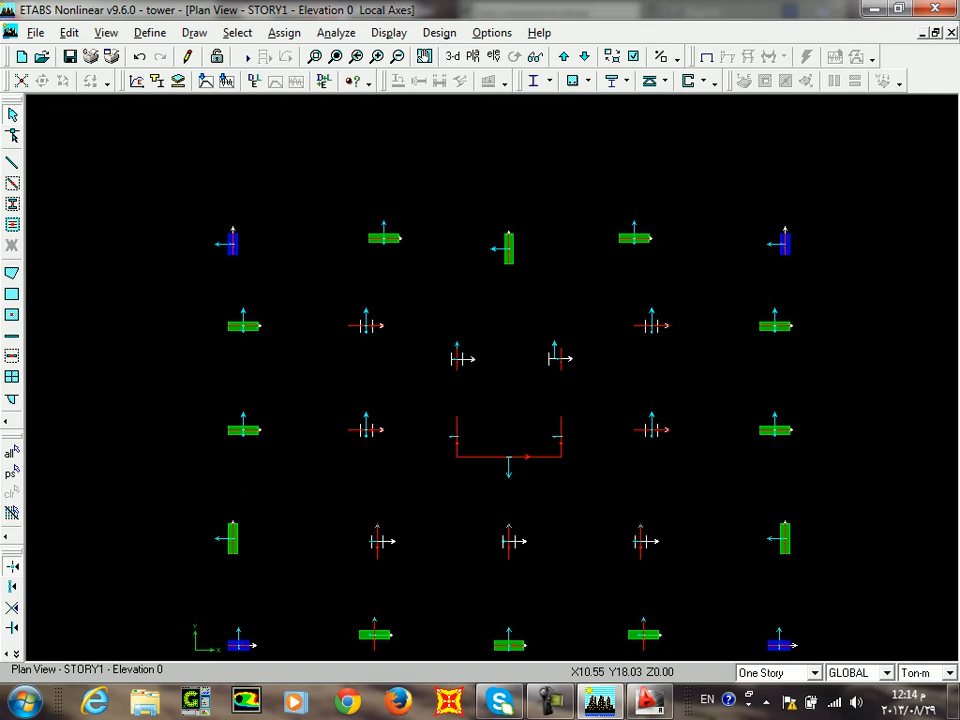 ETABS Nonlinear v9.6.0 - tower - [Plan View - STORY1 - Elevation 0 Local Axes]
File Edit View Define Draw Select Assign Analyze Display Design Options Help
3-d
all
ps
clr
Y
X
Plan View - STORY1 - Elevation 0
X10.55 Y18.03 Z0.00
One Story
GLOBAL
Ton-m
EN
12:14 م
٢٠١٣/٠٨/٢٩